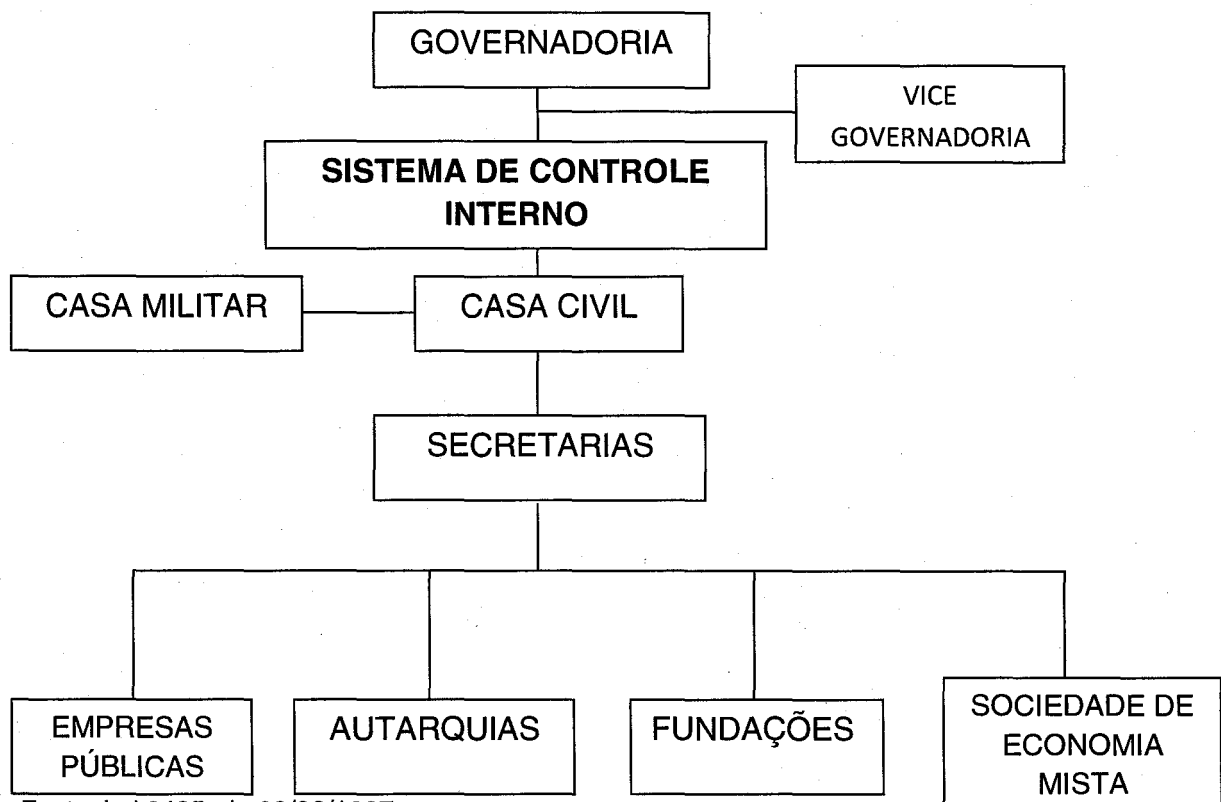 GOVERNADORIA
VICE
GOVERNADORIA
SISTEMA DE CONTROLE
INTERNO
CASA MILITAR
CASA CIVIL
SECRETARIAS
EMPRESAS
PÚBLICAS
AUTARQUIAS
FUNDAÇÕES
SOCIEDADE DE
ECONOMIA
MISTA